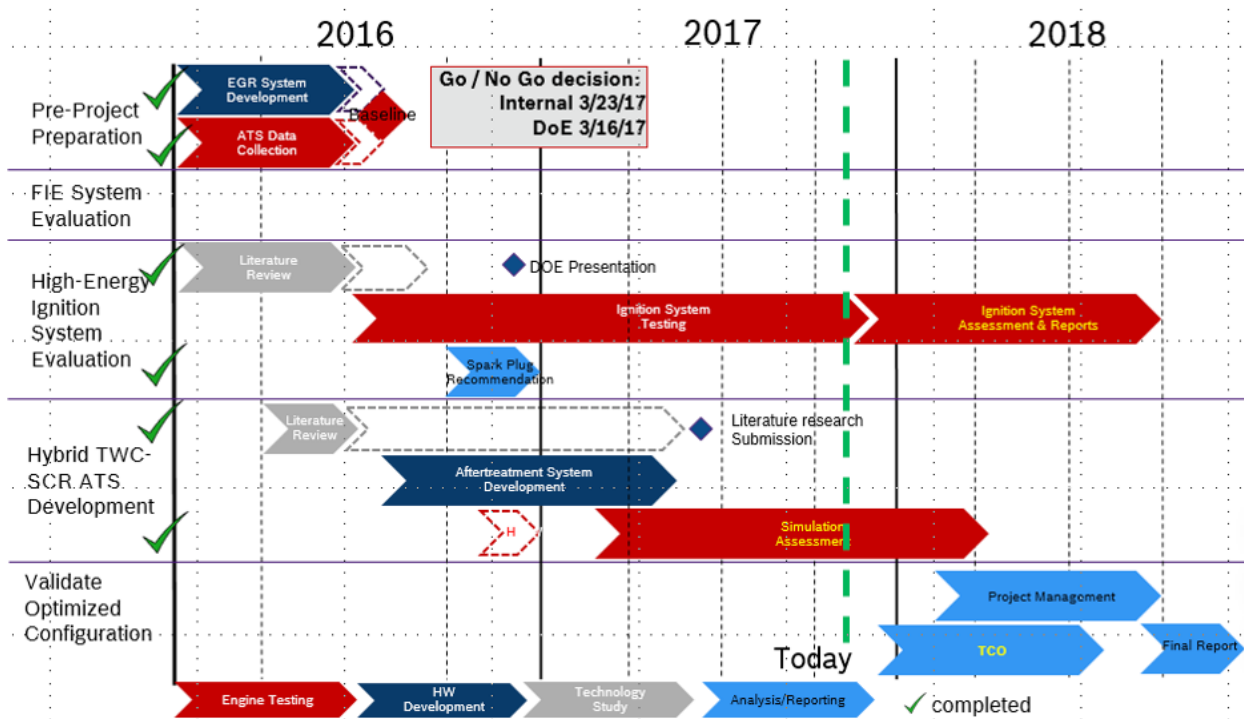 2016
2017
2018
Pre-Project
Preparation
EGR System
Development
ATS Data
Collection
Baseline
Go / No Go decision:
Internal 3/23/17
DoE 3/16/17
FIE System
Evaluation
High-Energy
Ignition
System
Evaluation
Literature
Review
DOE Presentation
Ignition System
Testing
Ignition System
Assessment & Reports
Spark Plug
Recommendation
Hybrid TWC-
SCR ATS
Development
Literature
Review
Literature research
Submission
Aftertreatment System
Development
H
Simulation
Assessment
Validate
Optimized
Configuration
Project Management
TCO
Final Report
Today
Engine Testing
HW
Development
Technology
Study
Analysis/Reporting
completed